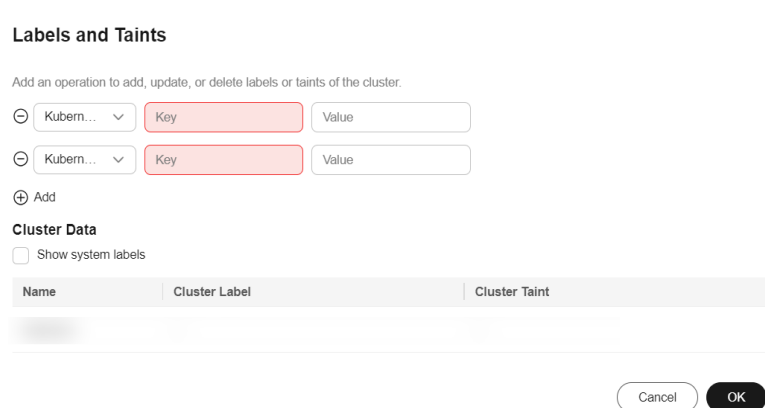 Labels and Taints
Add an operation to add, update, or delete labels or taints of the cluster.
Kubern... Key Value
Kubern... Key Value
Add
Cluster Data
Show system labels
Name Cluster Label Cluster Taint
Cancel OK